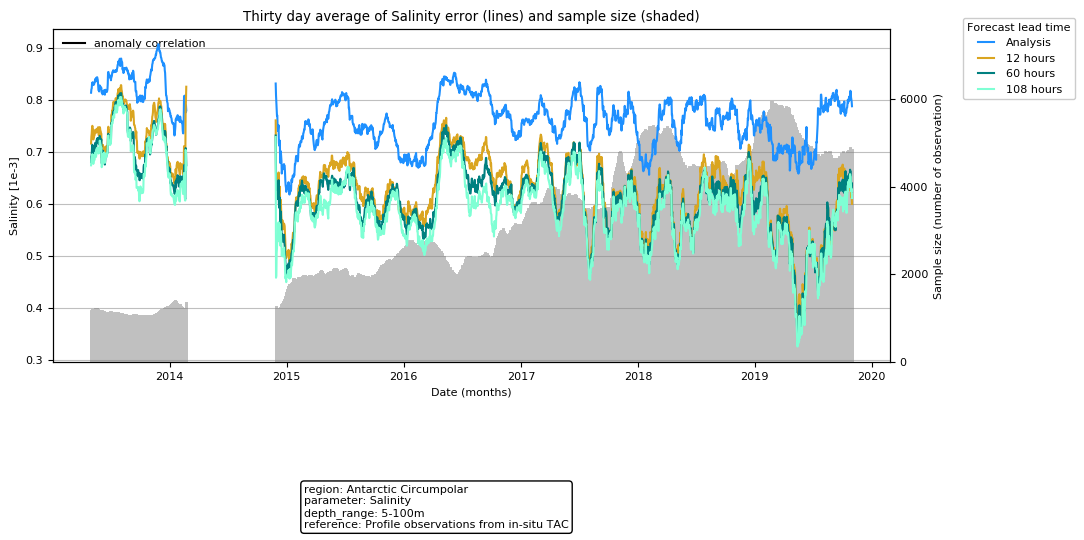 Thirty day average of Salinity error (lines) and sample size (shaded)
Forecast lead time
Analysis
12 hours
60 hours
108 hours
anomaly correlation
0.9
0.8
0.7
0.6
0.5
0.4
0.3
Salinity [1e-3]
6000
4000
2000
0
Sample size (number of observation)
2014 2015 2016 2017 2018 2019 2020
Date (months)
region: Antarctic Circumpolar
parameter: Salinity
depth_range: 5-100m
reference: Profile observations from in-situ TAC